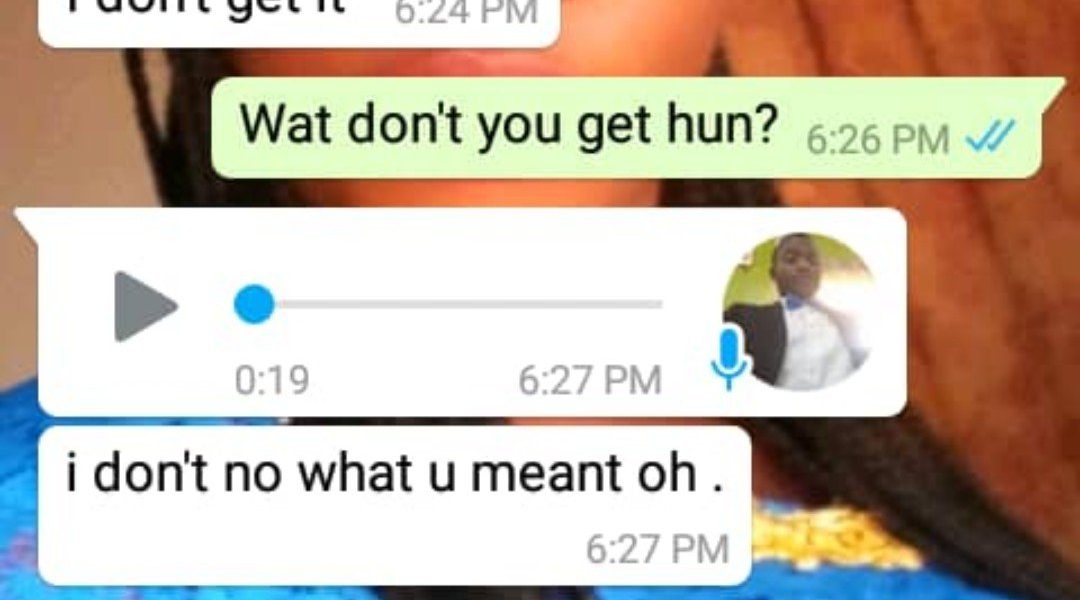 I don't get it 6:24 PM
Wat don't you get hun? 6:26 PM
0:19 6:27 PM
i don't no what u meant oh .
6:27 PM